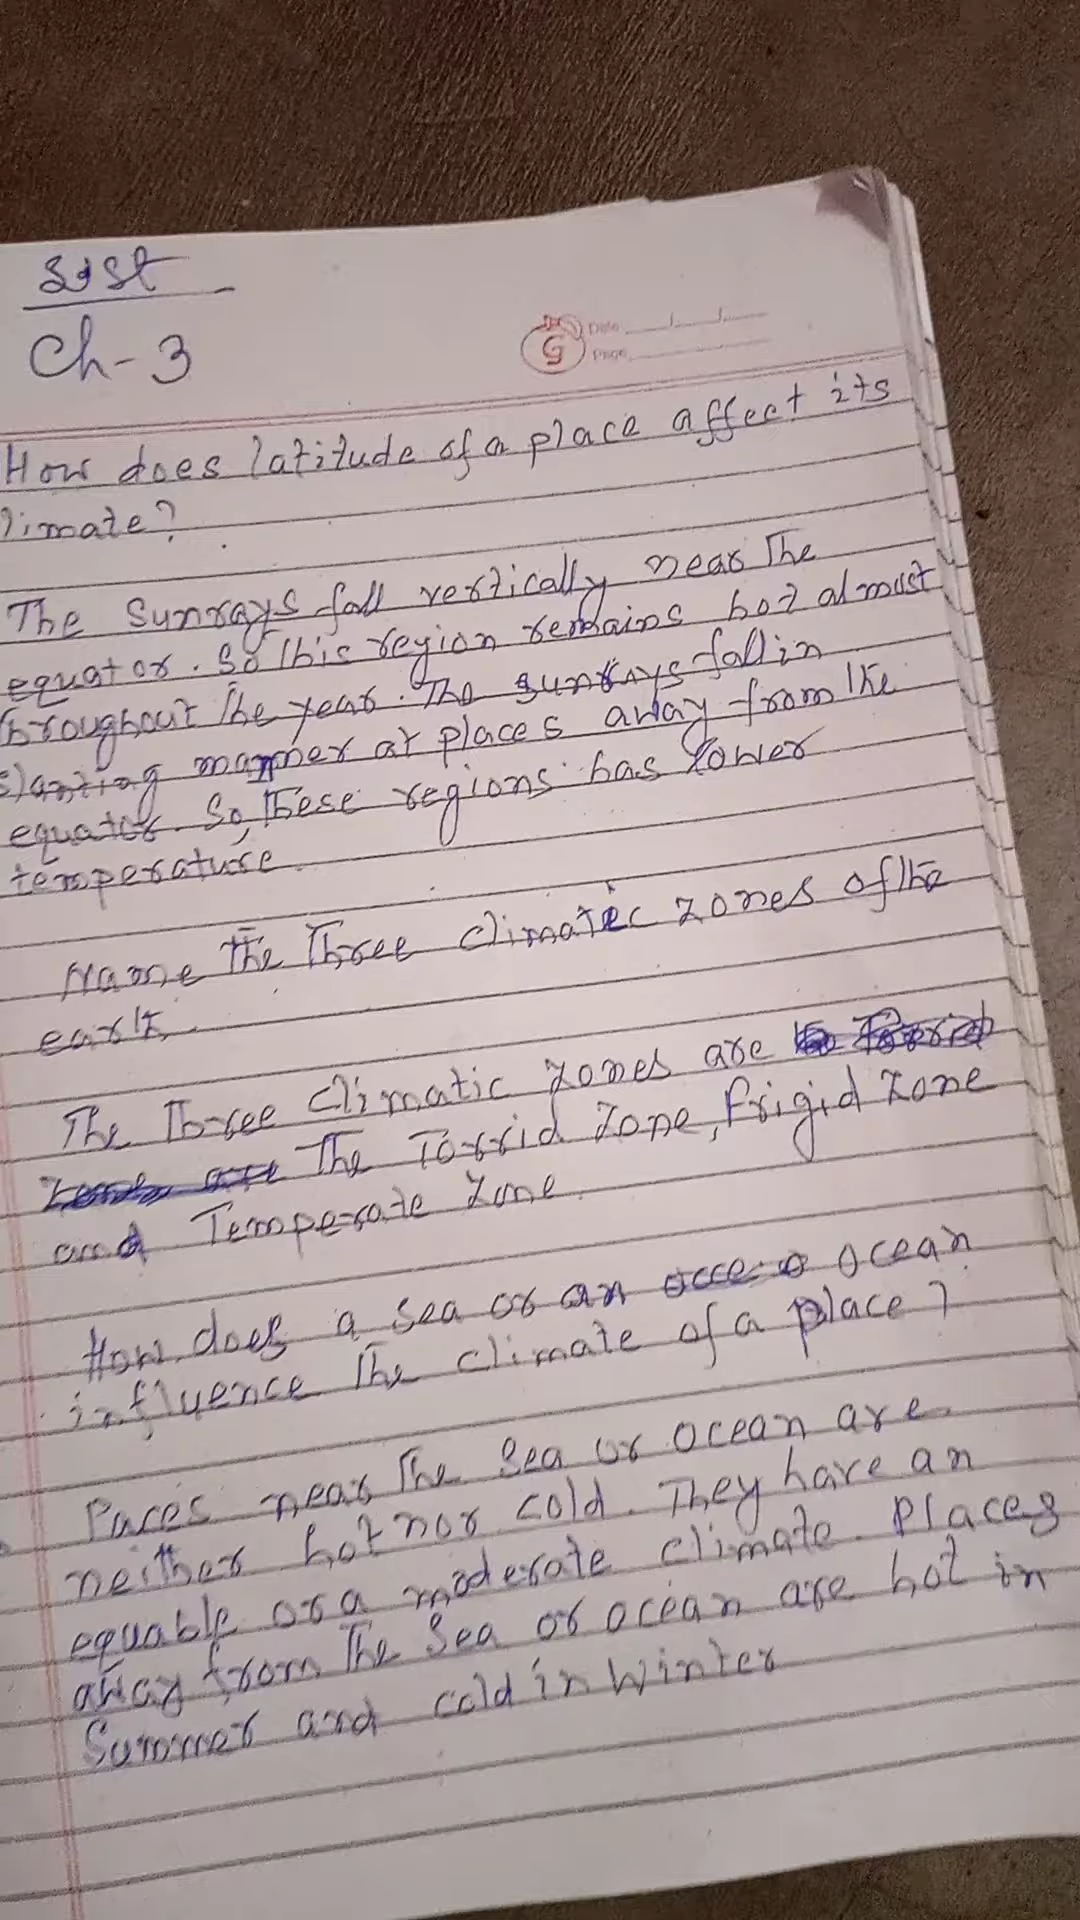 S.St
Ch-3
G
Date
Page
How does latitude of a place affect its
limate?
The Sunrays fall vertically near The
equator. So this region remains hot almost
throughout the year. The sunrays fall in
slanting manner at places away from the
equator. So, these regions has lower
temperature.
Name the Three climatic zones of the
earth.
The Three Climatic zones are
The Torrid Zone, Frigid Zone
and Temperate Zone.
How does a sea or an ocean
influence The climate of a place?
Paces near The Sea or ocean are
neither hot nor cold. They have an
equable or a moderate climate. Places
away from The Sea or ocean are hot in
Summer and cold in Winter